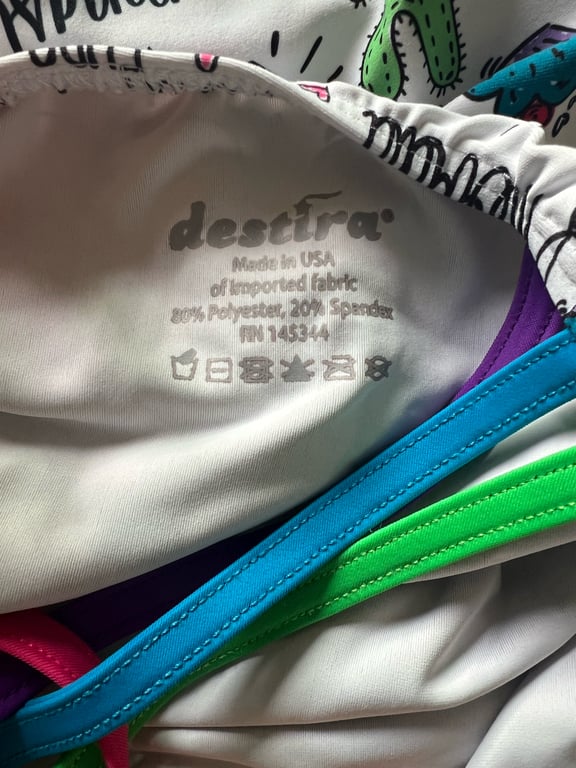 destira®
Made in USA
of imported fabric
80% Polyester, 20% Spandex
RN 145344